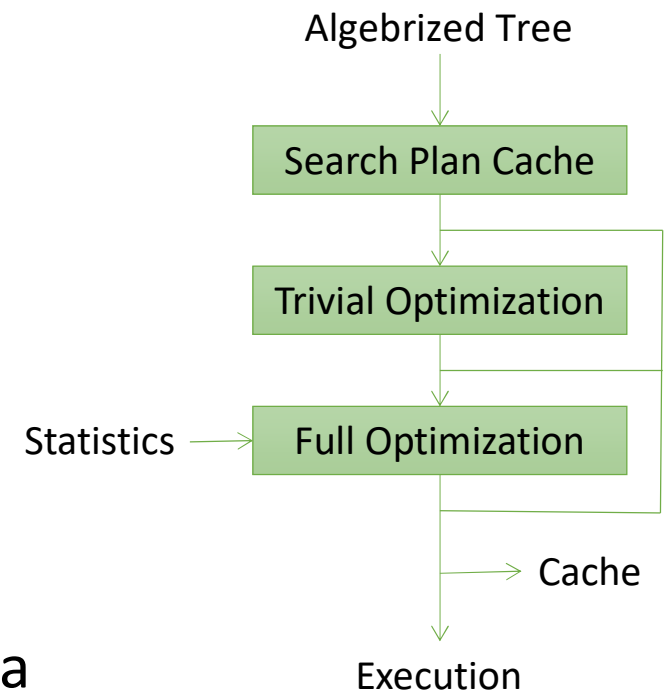 Algebrized Tree
Search Plan Cache
Trivial Optimization
Statistics
Full Optimization
Cache
a
Execution